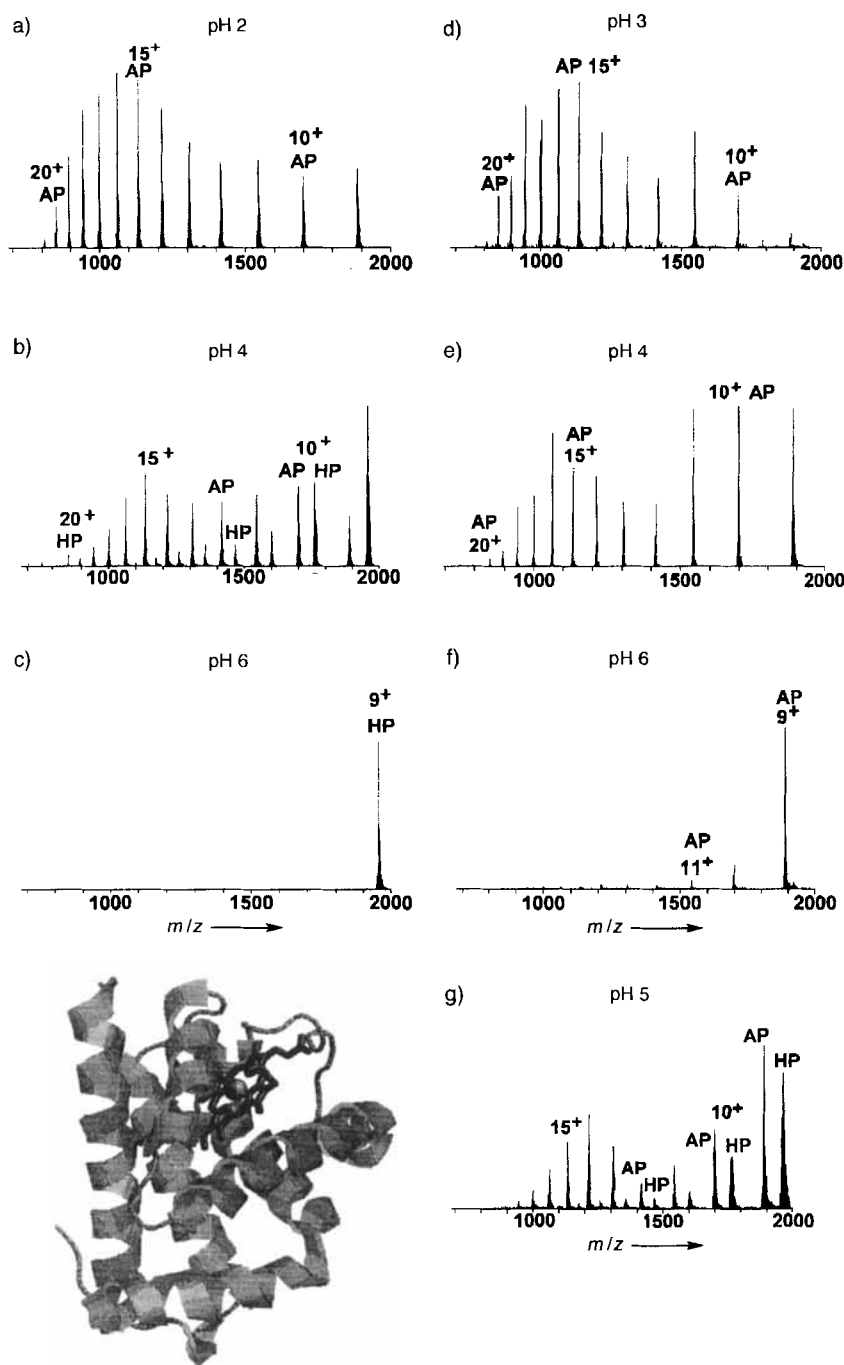 a) pH 2
15+
AP
20+
AP
10+
AP
1000 1500 2000
d) pH 3
AP 15+
20+
AP
10+
AP
1000 1500 2000
b) pH 4
20+
HP
15+
AP
HP
10+
AP HP
1000 1500 2000
e) pH 4
AP
20+
AP
15+
10+ AP
1000 1500 2000
c) pH 6
9+
HP
1000 1500 2000
m/z
f) pH 6
AP
9+
AP
11+
1000 1500 2000
m/z
g) pH 5
15+
AP
HP
10+
AP
HP
AP
HP
1000 1500 2000
m/z